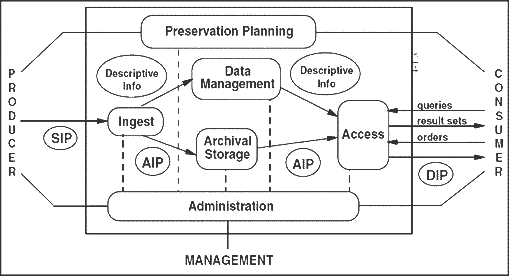 Preservation Planning
PRODUCER
Descriptive
Info
Data
Management
Descriptive
Info
CONSUMER
queries
result sets
orders
SIP
Ingest
Access
Archival
Storage
AIP
AIP
DIP
Administration
MANAGEMENT